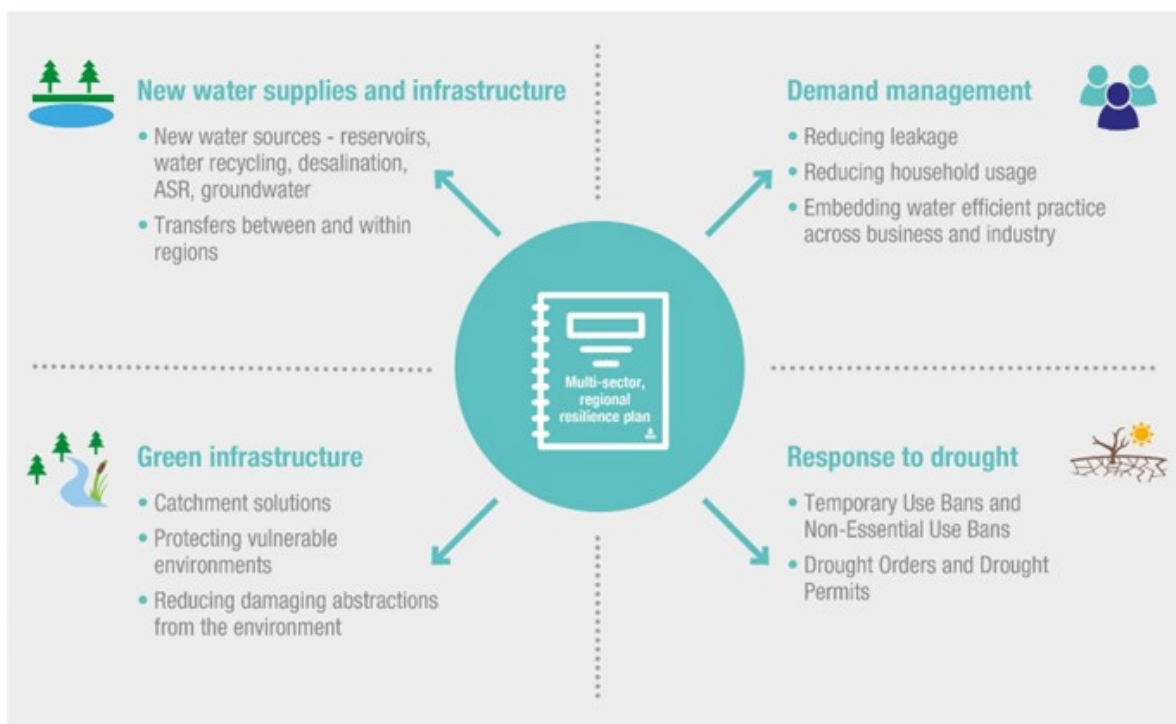 New water supplies and infrastructure
• New water sources - reservoirs,
water recycling, desalination,
ASR, groundwater
• Transfers between and within
regions
Demand management
• Reducing leakage
• Reducing household usage
• Embedding water efficient practice
across business and industry
Multi-sector,
regional
resilience plan
Green infrastructure
• Catchment solutions
• Protecting vulnerable
environments
• Reducing damaging abstractions
from the environment
Response to drought
• Temporary Use Bans and
Non-Essential Use Bans
• Drought Orders and Drought
Permits